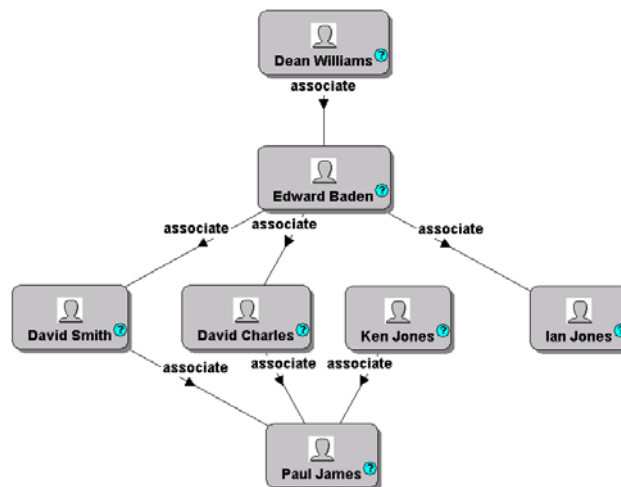 Dean Williams ?
associate
Edward Baden ?
associate associate associate
David Smith ? David Charles ? Ken Jones ? Ian Jones ?
associate associate associate
Paul James ?